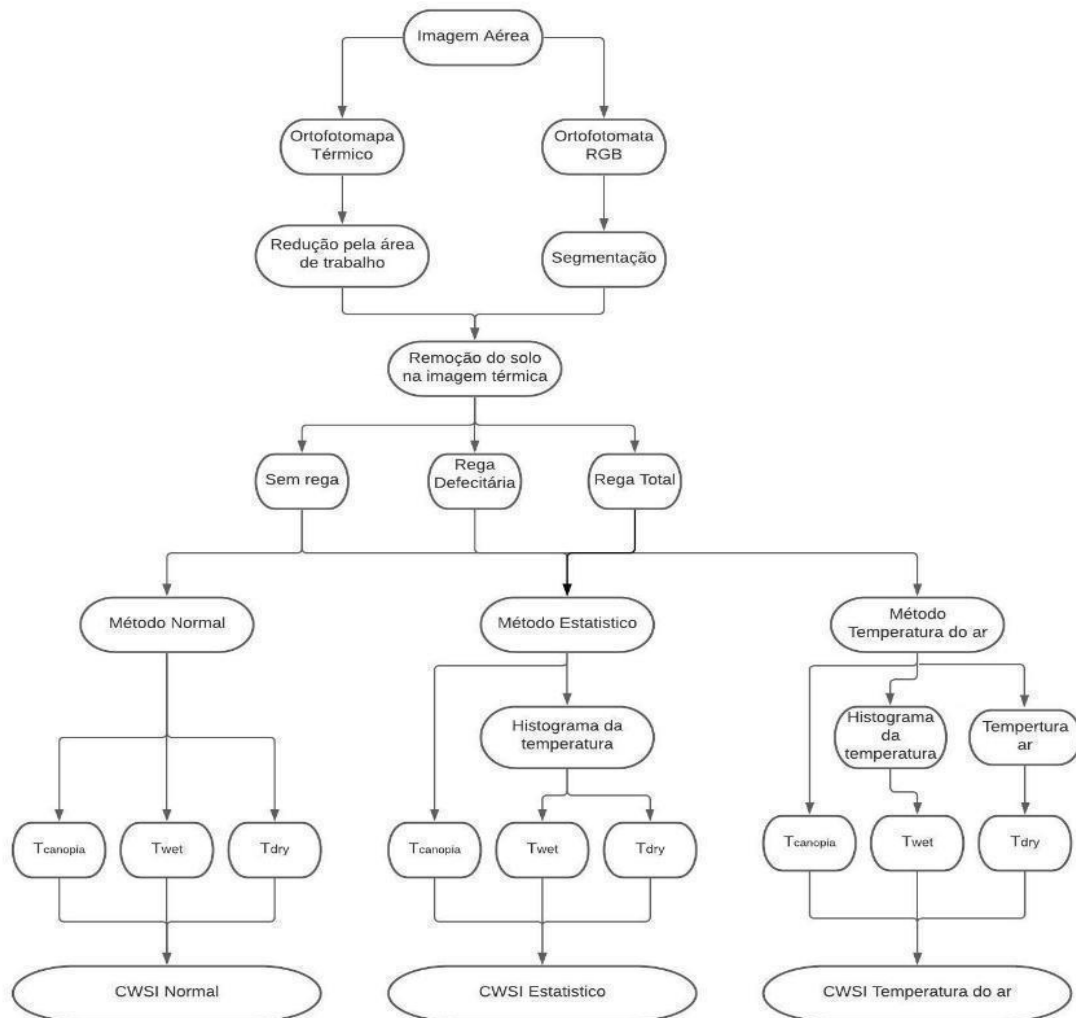 Imagem Aérea
Ortofotomapa
Térmico
Ortofotomata
RGB
Redução pela área
de trabalho
Segmentação
Remoção do solo
na imagem térmica
Sem rega
Rega
Defecitária
Rega Total
Método Normal
Método Estatistico
Método
Temperatura do ar
Histograma da
temperatura
Histograma
da
temperatura
Tempertura
ar
Tcanopia
Twet
Tdry
Tcanopia
Twet
Tdry
Tcanopia
Twet
Tdry
CWSI Normal
CWSI Estatistico
CWSI Temperatura do ar